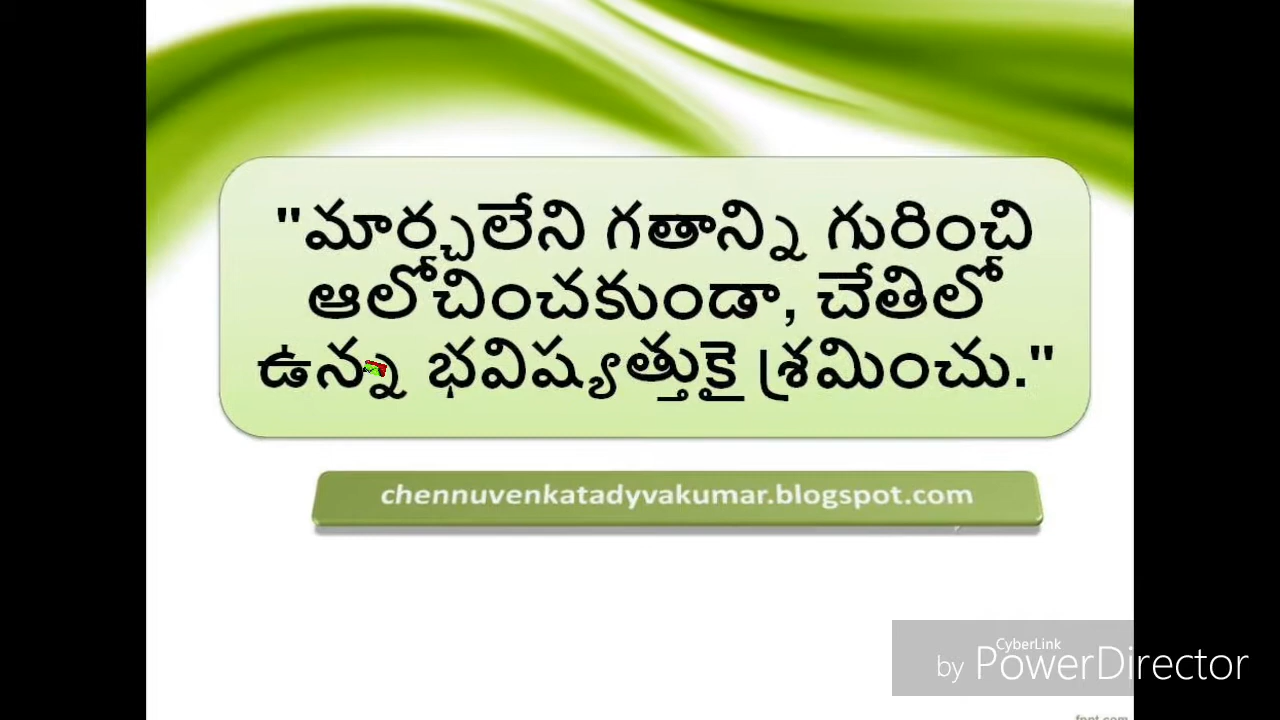 "మార్చలేని గతాన్ని గురించి
ఆలోచించకుండా, చేతిలో
ఉన్న భవిష్యత్తుకై శ్రమించు."
chennuvenkatadyvakumar.blogspot.com
CyberLink
by PowerDirector